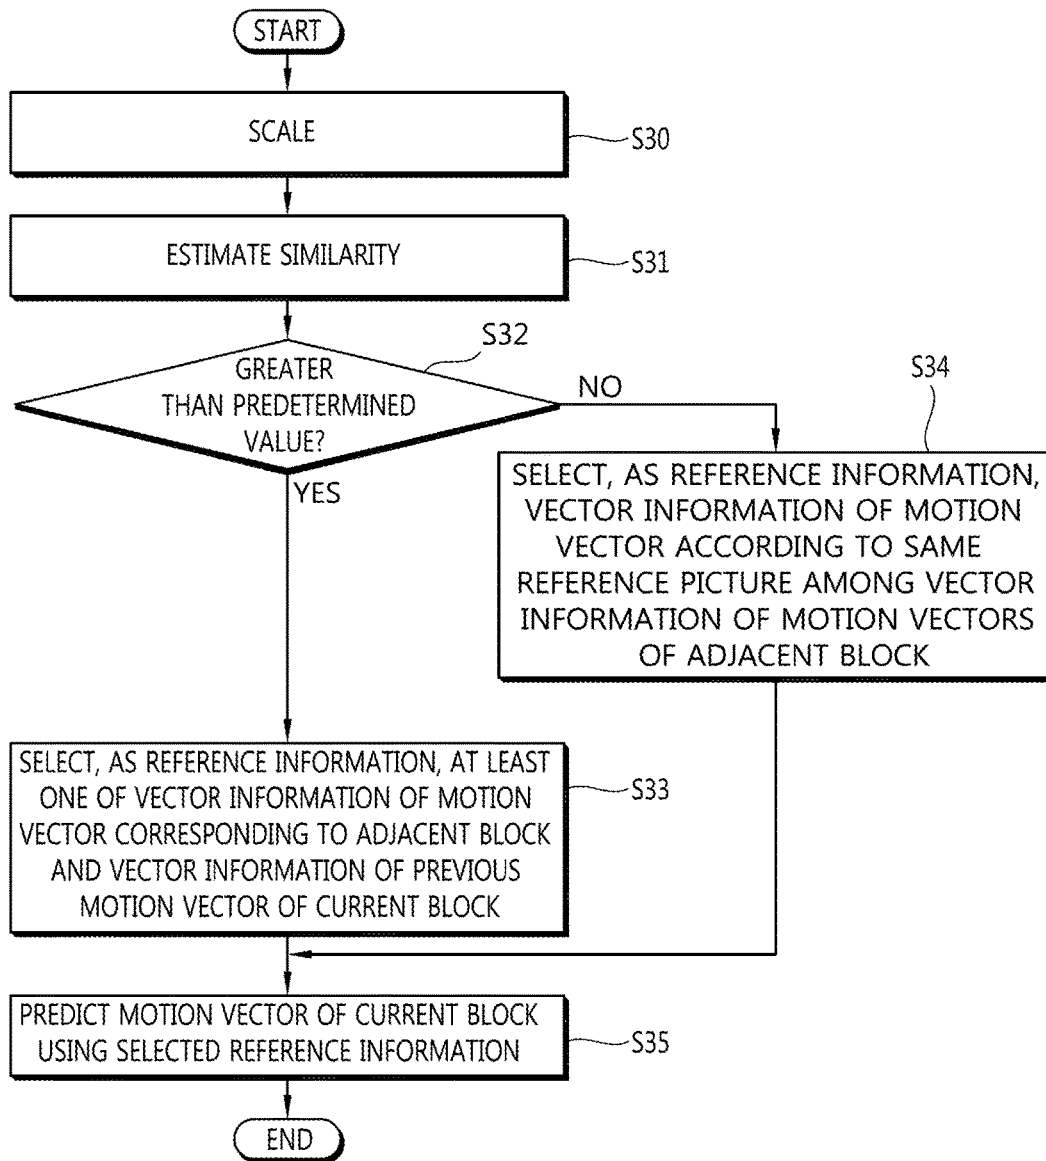 START
SCALE
S30
ESTIMATE SIMILARITY
S31
S32
GREATER
THAN PREDETERMINED
VALUE?
NO
YES
S34
SELECT, AS REFERENCE INFORMATION,
VECTOR INFORMATION OF MOTION
VECTOR ACCORDING TO SAME
REFERENCE PICTURE AMONG VECTOR
INFORMATION OF MOTION VECTORS
OF ADJACENT BLOCK
SELECT, AS REFERENCE INFORMATION, AT LEAST
ONE OF VECTOR INFORMATION OF MOTION
VECTOR CORRESPONDING TO ADJACENT BLOCK
AND VECTOR INFORMATION OF PREVIOUS
MOTION VECTOR OF CURRENT BLOCK
S33
PREDICT MOTION VECTOR OF CURRENT BLOCK
USING SELECTED REFERENCE INFORMATION
S35
END